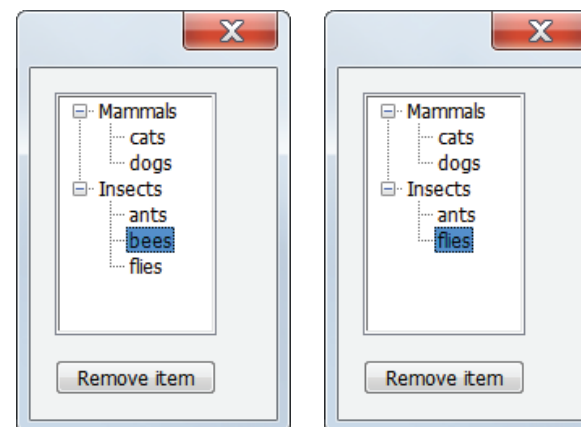 Mammals
cats
dogs
Insects
ants
bees
flies
Remove item
Mammals
cats
dogs
Insects
ants
flies
Remove item